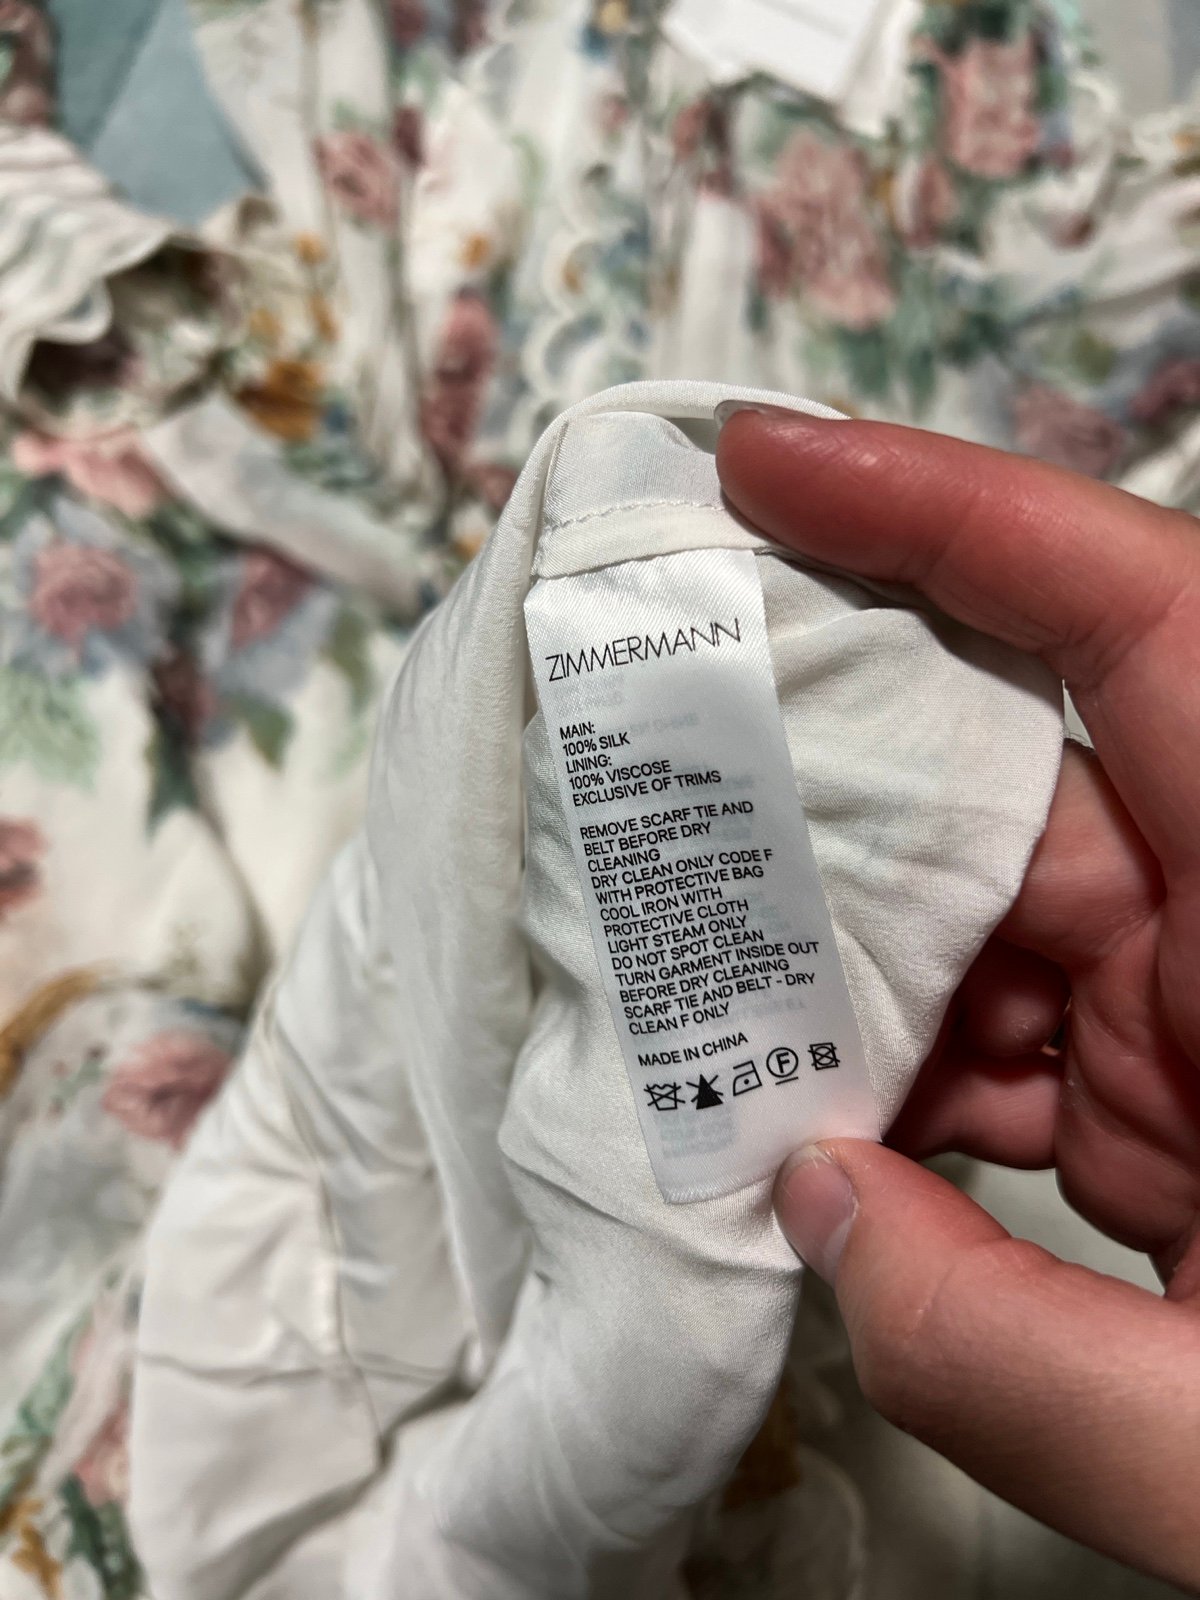 ZIMMERMANN
MAIN:
100% SILK
LINING:
100% VISCOSE
EXCLUSIVE OF TRIMS
REMOVE SCARF TIE AND
BELT BEFORE DRY
CLEANING
DRY CLEAN ONLY CODE F
WITH PROTECTIVE BAG
COOL IRON WITH
PROTECTIVE CLOTH
LIGHT STEAM ONLY
DO NOT SPOT CLEAN
TURN GARMENT INSIDE OUT
BEFORE DRY CLEANING
SCARF TIE AND BELT - DRY
CLEAN F ONLY
MADE IN CHINA
F